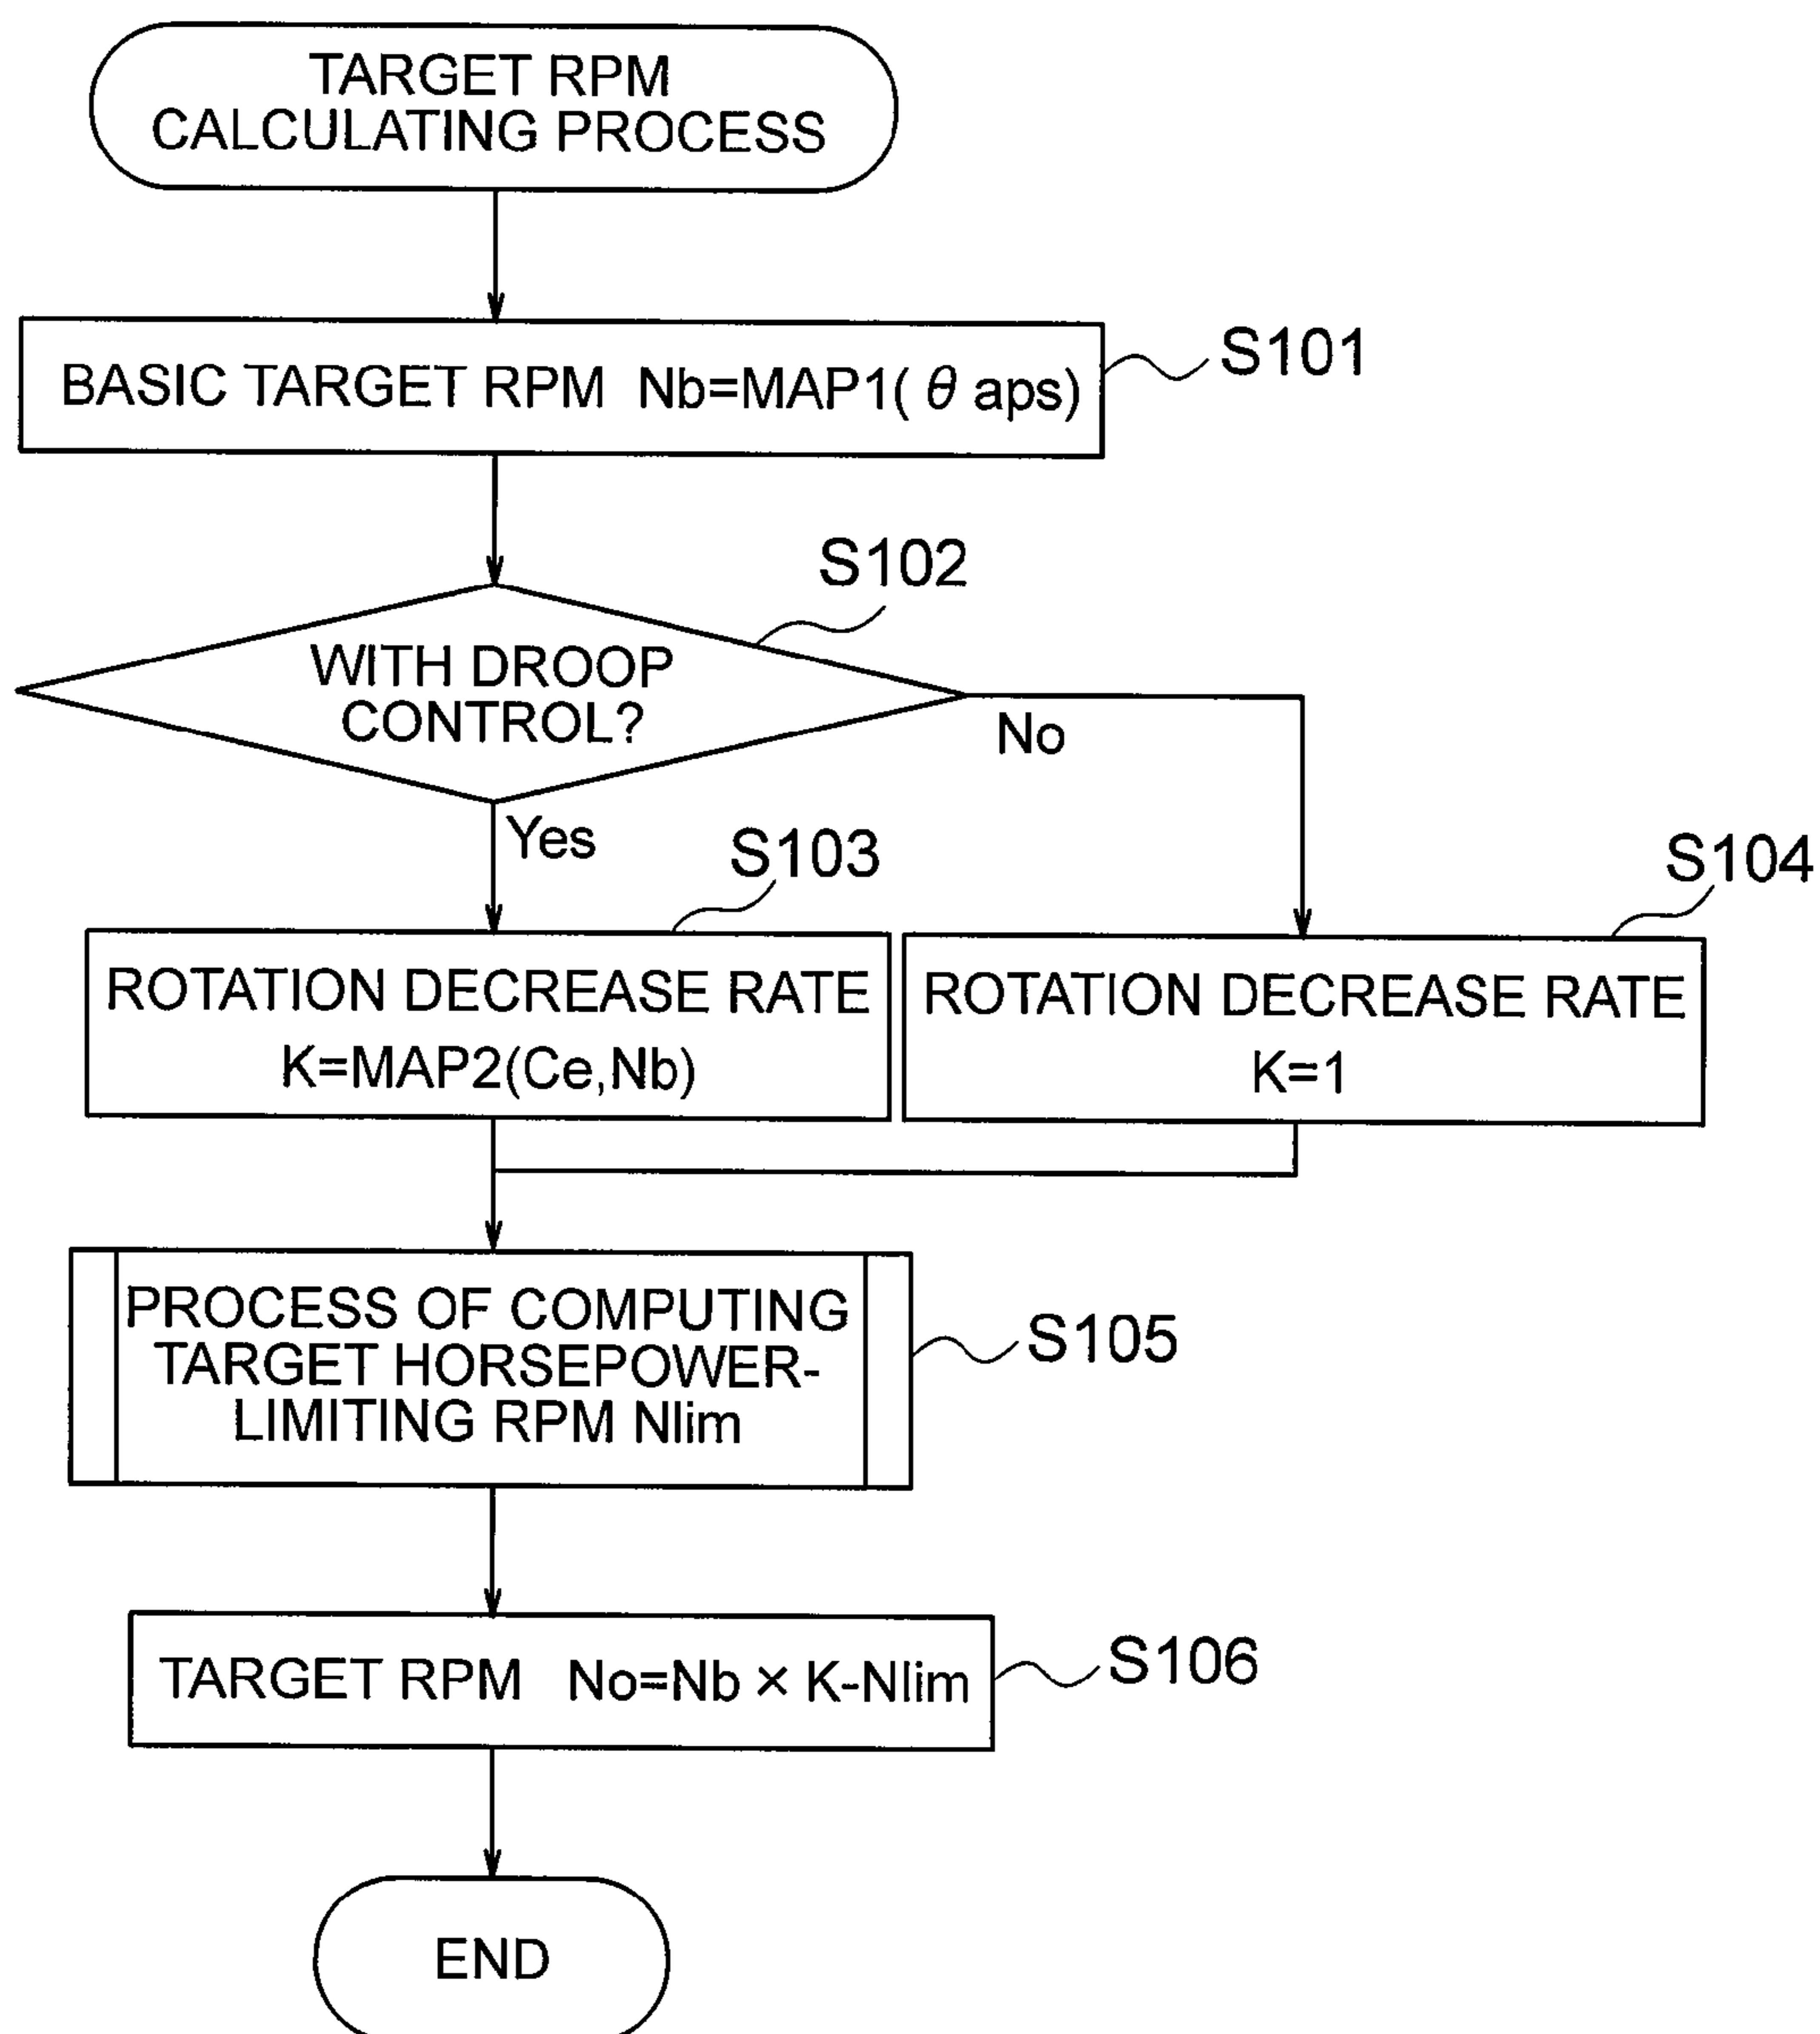 TARGET RPM
CALCULATING PROCESS
BASIC TARGET RPM Nb=MAP1( θ aps)
S101
S102
WITH DROOP
CONTROL?
No
Yes
S103
S104
ROTATION DECREASE RATE
K=MAP2(Ce,Nb)
ROTATION DECREASE RATE
K=1
PROCESS OF COMPUTING
TARGET HORSEPOWER-
LIMITING RPM Nlim
S105
TARGET RPM No=Nb × K-Nlim
S106
END